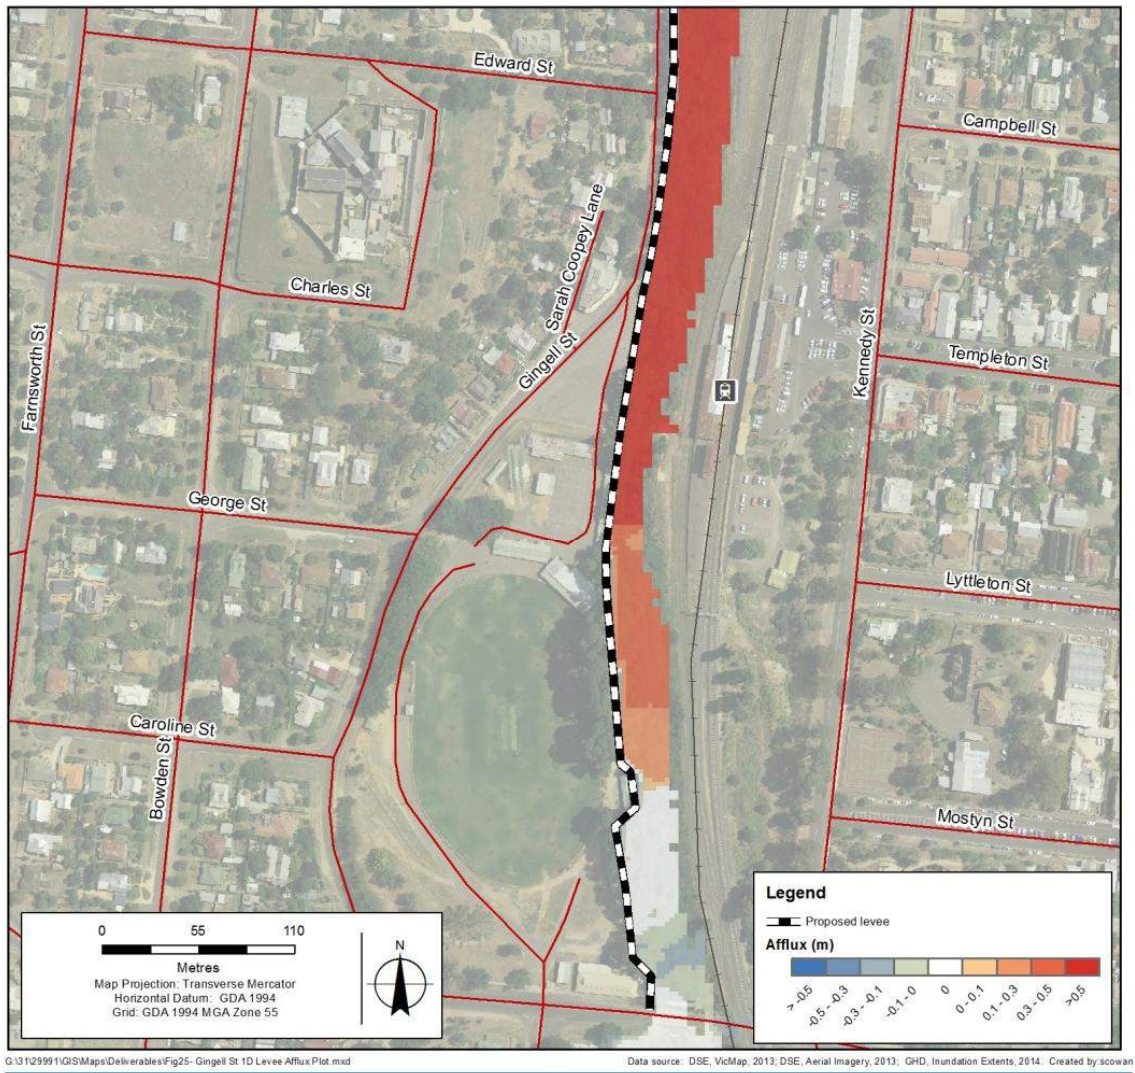 Edward St
Campbell St
Sarah Coopey Lane
Charles St
Farnsworth St
Gingell St
Kennedy St
Templeton St
George St
Lyttleton St
Caroline St
Bowden St
Mostyn St
0 55 110
Metres
Map Projection: Transverse Mercator
Horizontal Datum: GDA 1994
Grid: GDA 1994 MGA Zone 55
N
Legend
Proposed levee
Afflux (m)
> -0.5
-0.5 - -0.3
-0.3 - -0.1
-0.1 - 0
0
0 - 0.1
0.1 - 0.3
0.3 - 0.5
>0.5
G:\31\29991\GIS\Maps\Deliverables\Fig25- Gingell St 1D Levee Afflux Plot.mxd
Data source: DSE, VicMap, 2013; DSE, Aerial Imagery, 2013; GHD, Inundation Extents, 2014. Created by:scowan